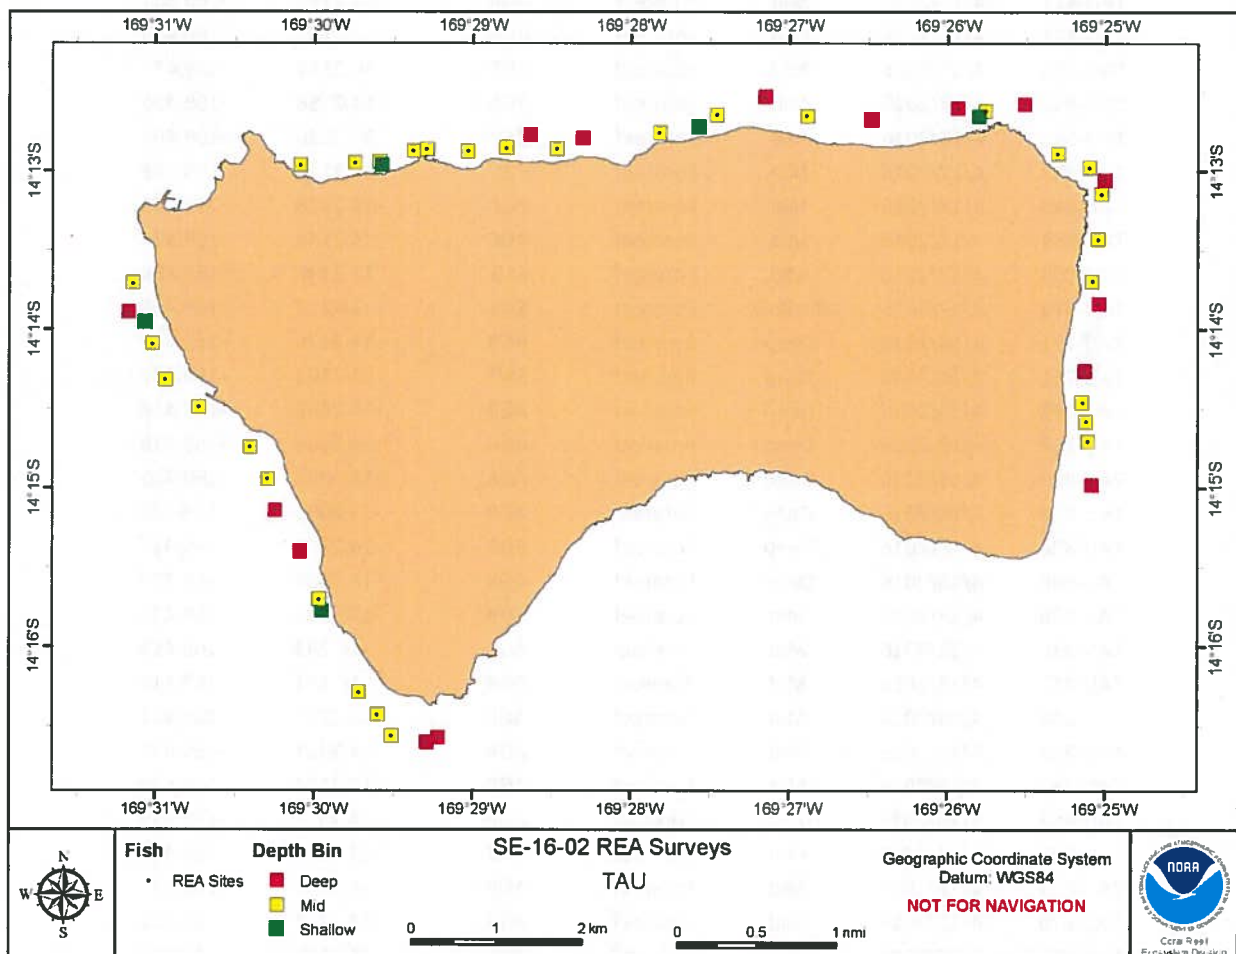 169°31'W 169°30'W 169°29'W 169°28'W 169°27'W 169°26'W 169°25'W
14°13'S 14°13'S
14°14'S 14°14'S
14°15'S 14°15'S
14°16'S 14°16'S
169°31'W 169°30'W 169°29'W 169°28'W 169°27'W 169°26'W 169°25'W
N
W E
S
Fish
REA Sites
Depth Bin
Deep
Mid
Shallow
SE-16-02 REA Surveys
TAU
0 1 2 km
0 0.5 1 nmi
Geographic Coordinate System
Datum: WGS84
NOT FOR NAVIGATION
NOAA
Coral Reef
Ecosystem Division